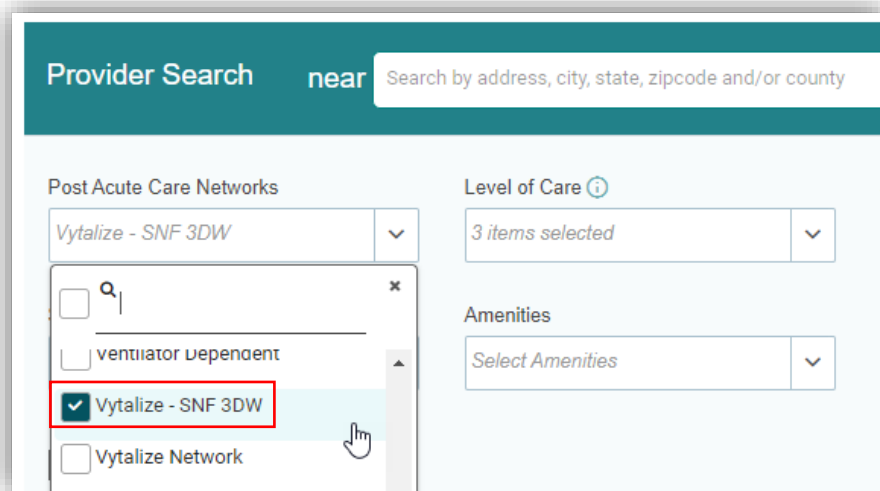 Provider Search near Search by address, city, state, zipcode and/or county
Post Acute Care Networks
Vytalize - SNF 3DW
Level of Care
3 items selected
Ventilator Dependent
Vytalize - SNF 3DW
Vytalize Network
Amenities
Select Amenities